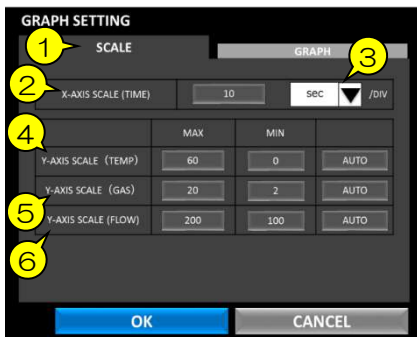 GRAPH SETTING
1 SCALE GRAPH 3
2 X-AXIS SCALE (TIME) 10 sec /DIV
4 MAX MIN
Y-AXIS SCALE (TEMP) 60 0 AUTO
5 Y-AXIS SCALE (GAS) 20 2 AUTO
6 Y-AXIS SCALE (FLOW) 200 100 AUTO
OK CANCEL